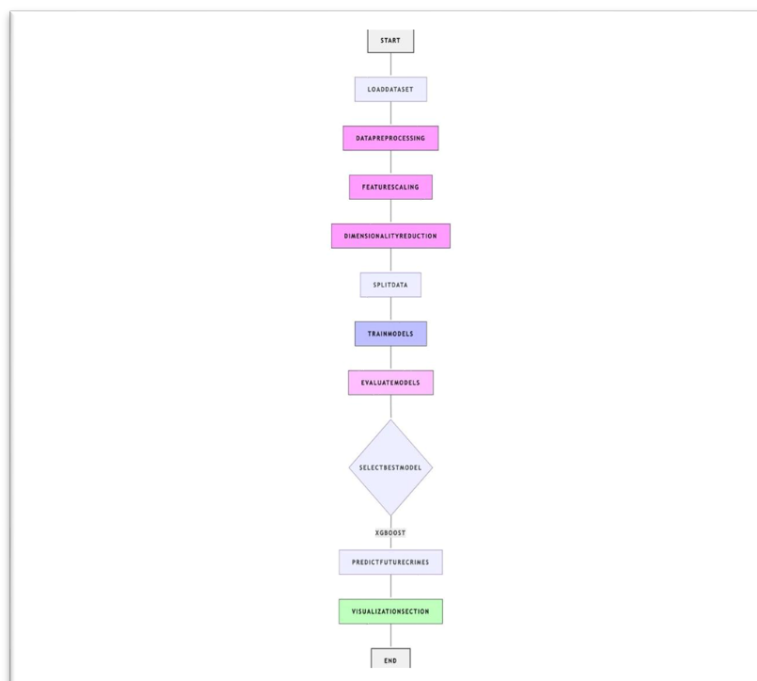 START
LOADDATASET
DATAPREPROCESSING
FEATURESCALING
DIMENSIONALITYREDUCTION
SPLITDATA
TRAINMODELS
EVALUATEMODELS
SELECTBESTMODEL
XGBOOST
PREDICTFUTURECRIMES
VISUALIZATIONSECTION
END